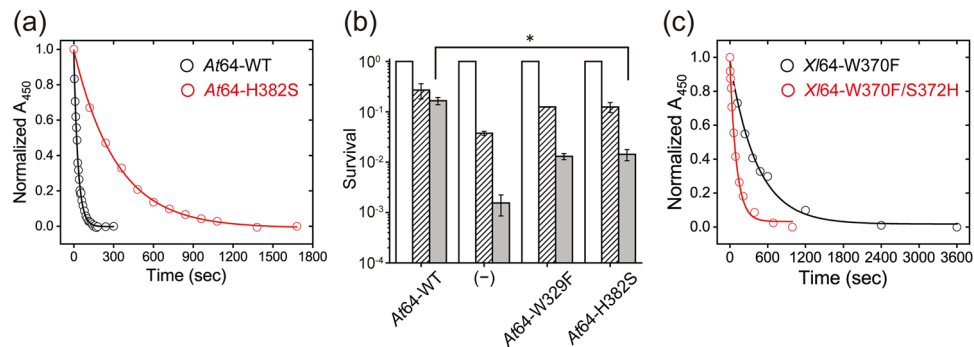 (a)
Normalized A450
1.0
0.8
0.6
0.4
0.2
0.0
At64-WT
At64-H382S
0 300 600 900 1200 1500 1800
Time (sec)
(b)
*
Survival
10^0
10^-1
10^-2
10^-3
10^-4
At64-WT
(−)
At64-W329F
At64-H382S
(c)
Normalized A450
1.0
0.8
0.6
0.4
0.2
0.0
Xl64-W370F
Xl64-W370F/S372H
0 600 1200 1800 2400 3000 3600
Time (sec)